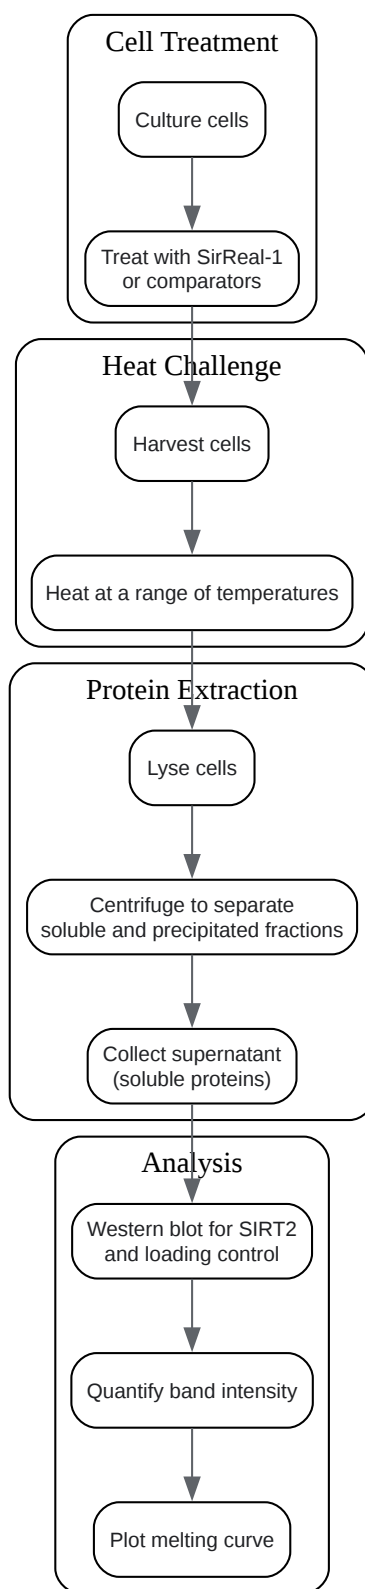 Cell Treatment
Culture cells
Treat with SirReal-1
or comparators
Heat Challenge
Harvest cells
Heat at a range of temperatures
Protein Extraction
Lyse cells
Centrifuge to separate
soluble and precipitated fractions
Collect supernatant
(soluble proteins)
Analysis
Western blot for SIRT2
and loading control
Quantify band intensity
Plot melting curve